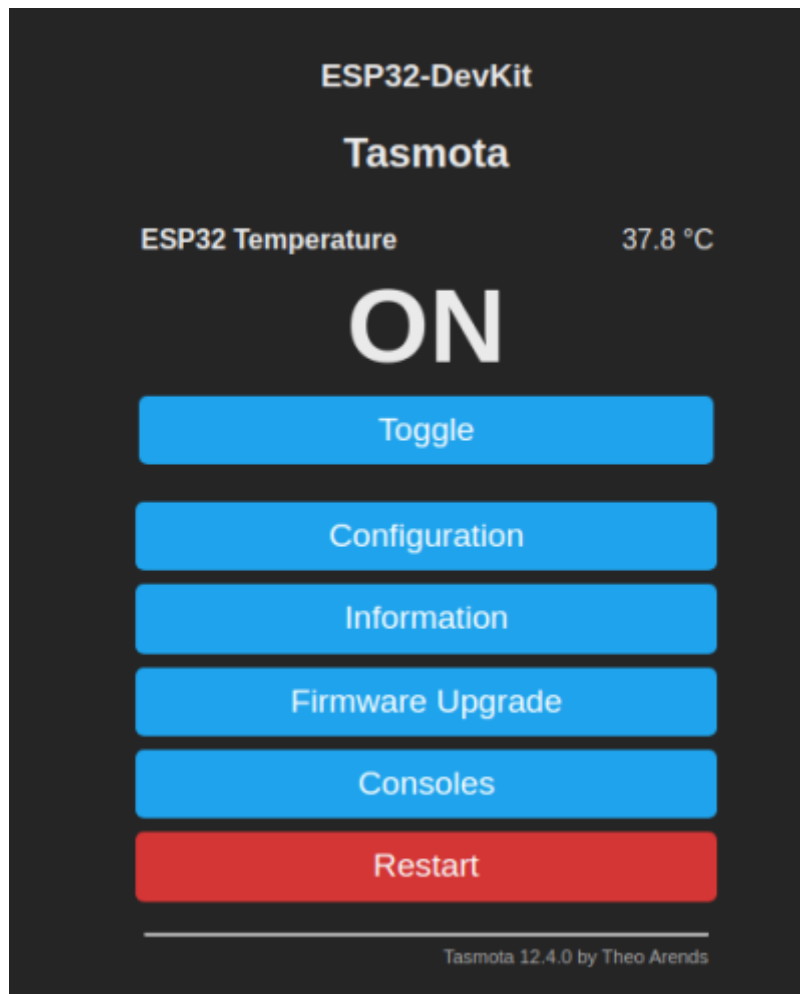 ESP32-DevKit
Tasmota
ESP32 Temperature 37.8 °C
ON
Toggle
Configuration
Information
Firmware Upgrade
Consoles
Restart
Tasmota 12.4.0 by Theo Arends